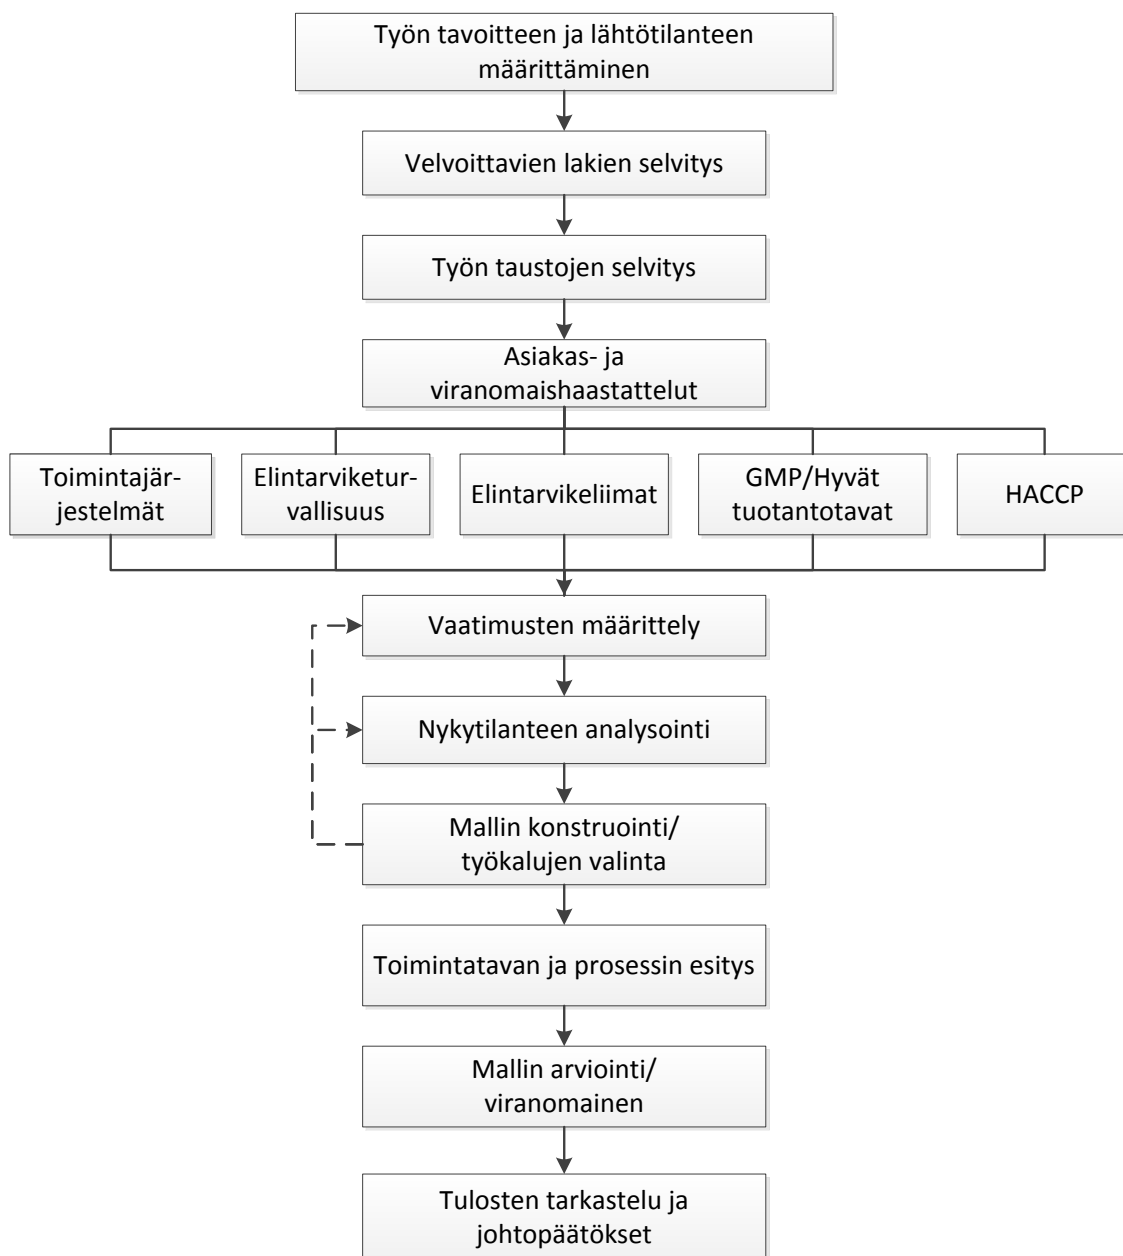 Työn tavoitteen ja lähtötilanteen
määrittäminen
Velvoittavien lakien selvitys
Työn taustojen selvitys
Asiakas- ja
viranomaishaastattelut
Toimintajär-
jestelmät
Elintarviketur-
vallisuus
Elintarvikeliimat
GMP/Hyvät
tuotantotavat
HACCP
Vaatimusten määrittely
Nykytilanteen analysointi
Mallin konstruointi/
työkalujen valinta
Toimintatavan ja prosessin esitys
Mallin arviointi/
viranomainen
Tulosten tarkastelu ja
johtopäätökset